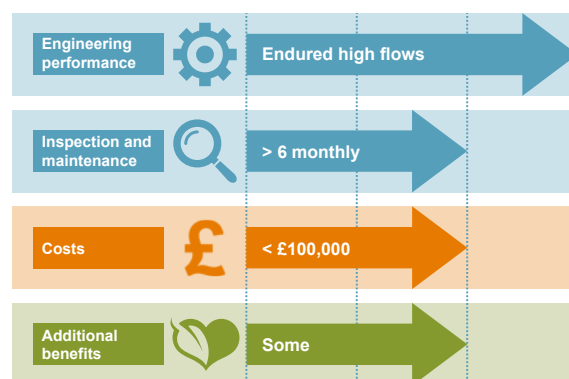 Engineering
performance
Endured high flows
Inspection and
maintenance
> 6 monthly
Costs
£
< £100,000
Additional
benefits
Some